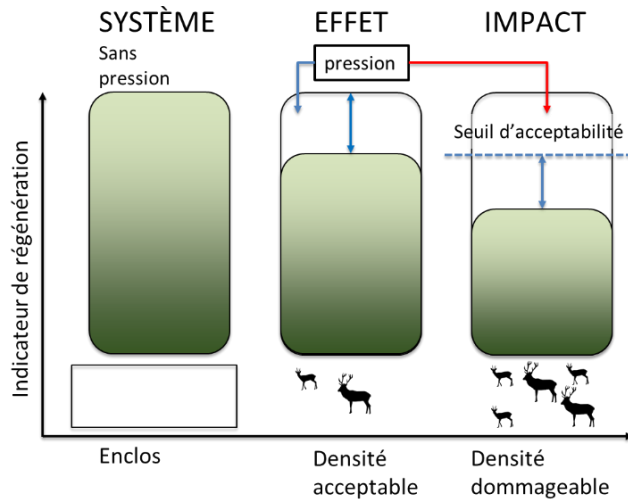 SYSTÈME
EFFET
IMPACT
Sans
pression
pression
Seuil d'acceptabilité
Indicateur de régénération
Enclos
Densité
acceptable
Densité
dommageable